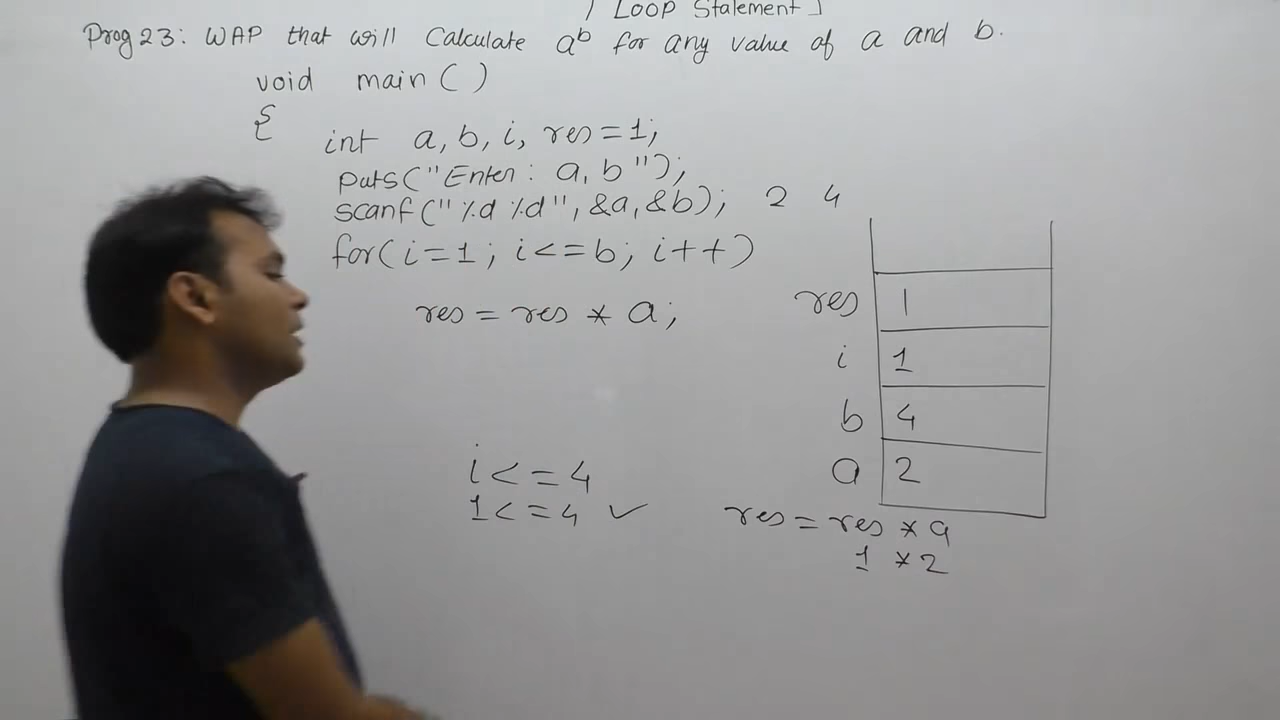 [ Loop Statement ]
Prog 23: WAP that will Calculate aᵇ for any value of a and b.
void main ( )
{
int a, b, i, res = 1;
puts("Enter: a, b");
scanf("%d %d", &a, &b); 2 4
for(i=1; i<=b; i++)
res = res * a;
res 1
i 1
b 4
a 2
i <= 4
1 <= 4 ✓
res = res * a
1 * 2